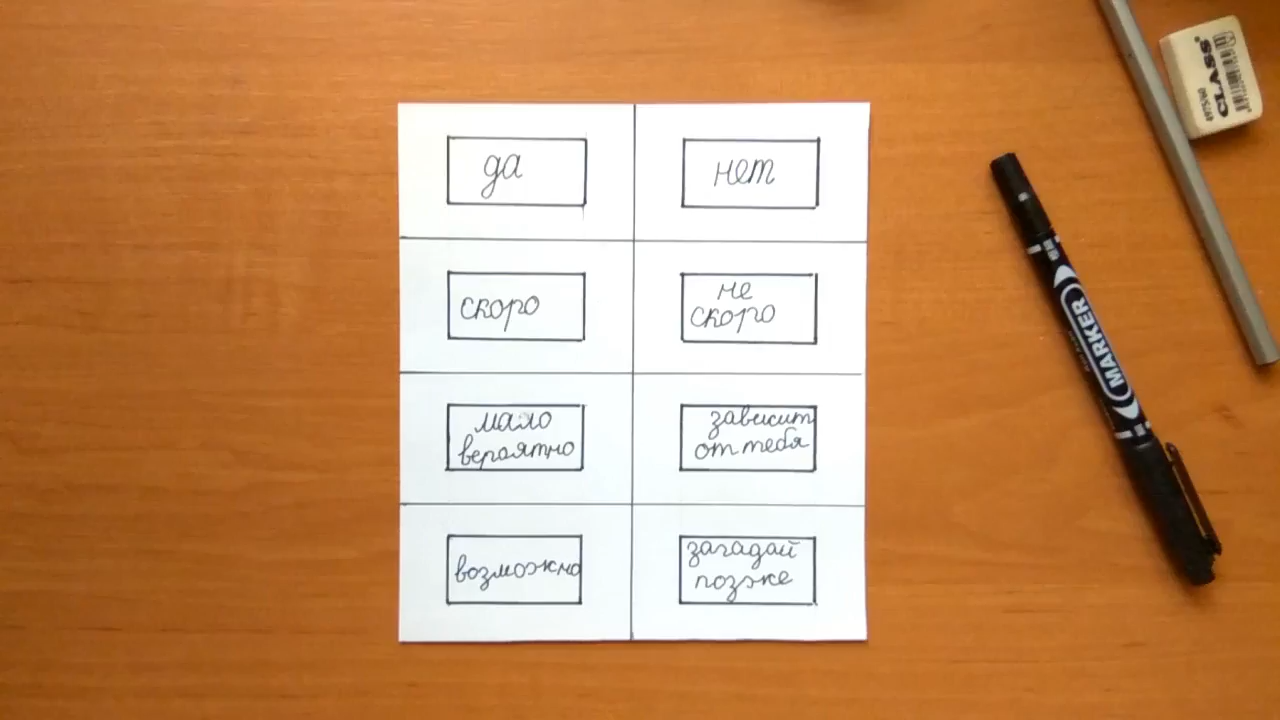 да
нет
скоро
не
скоро
мало
вероятно
зависит
от тебя
возможно
загадай
позже
MARKER
CLASS